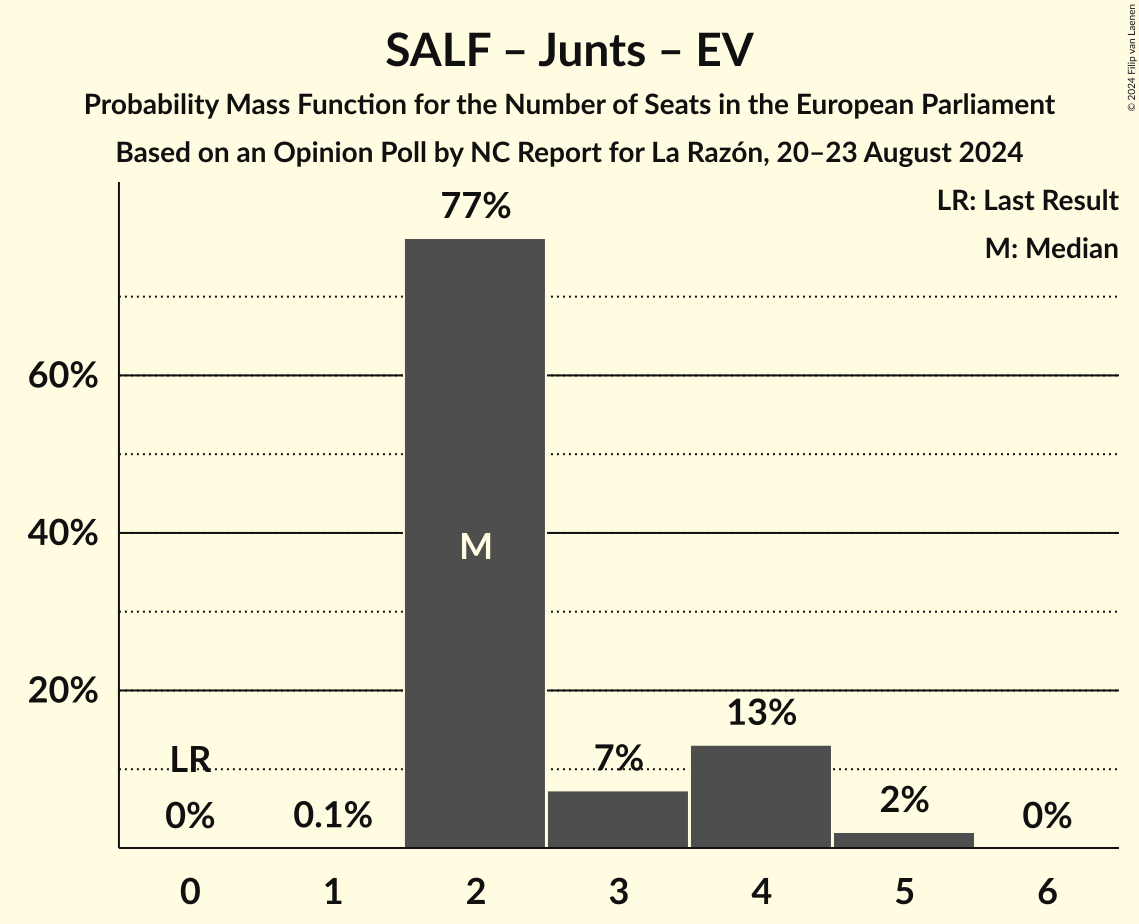 SALF – Junts – EV
Probability Mass Function for the Number of Seats in the European Parliament
Based on an Opinion Poll by NC Report for La Razón, 20–23 August 2024
© 2024 Filip van Laenen
LR: Last Result
M: Median
77%
60%
40%
M
20%
13%
LR
7%
0%
0.1%
2%
0%
0 1 2 3 4 5 6